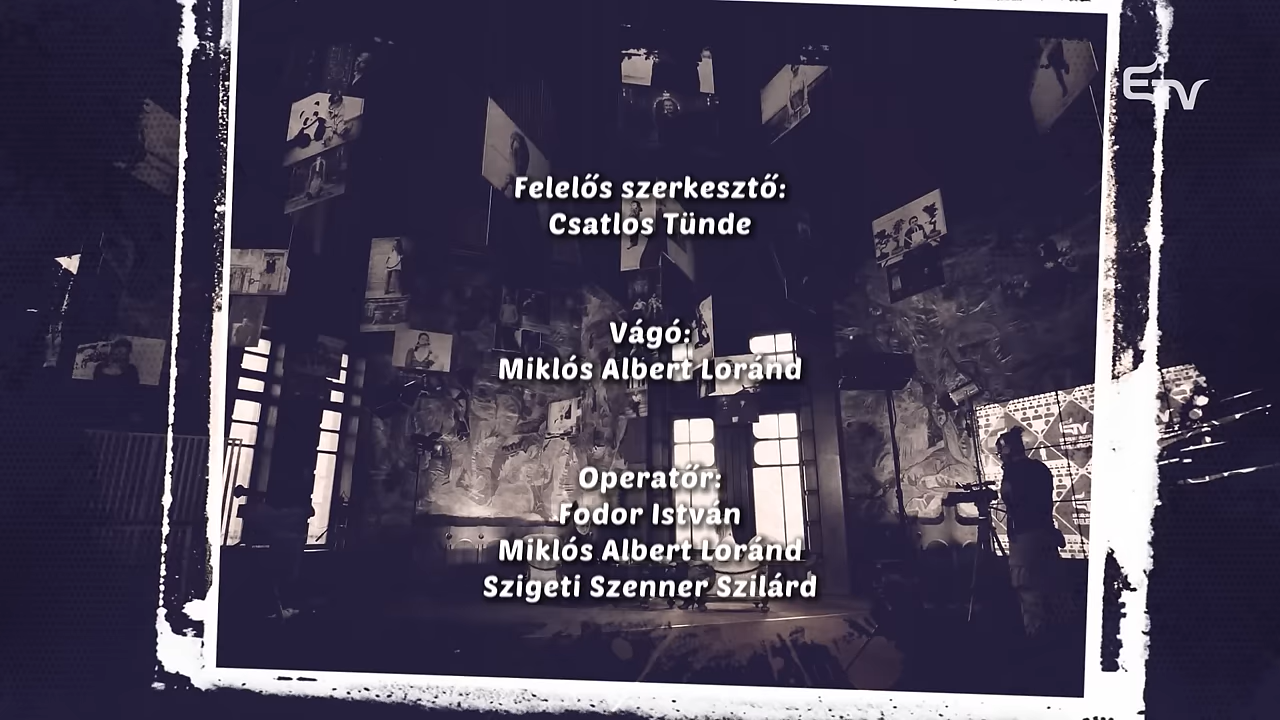 ETV
Felelős szerkesztő:
Csatlos Tünde
Vágó:
Miklós Albert Loránd
Operatőr:
Fodor István
Miklós Albert Loránd
Szigeti Szenner Szilárd